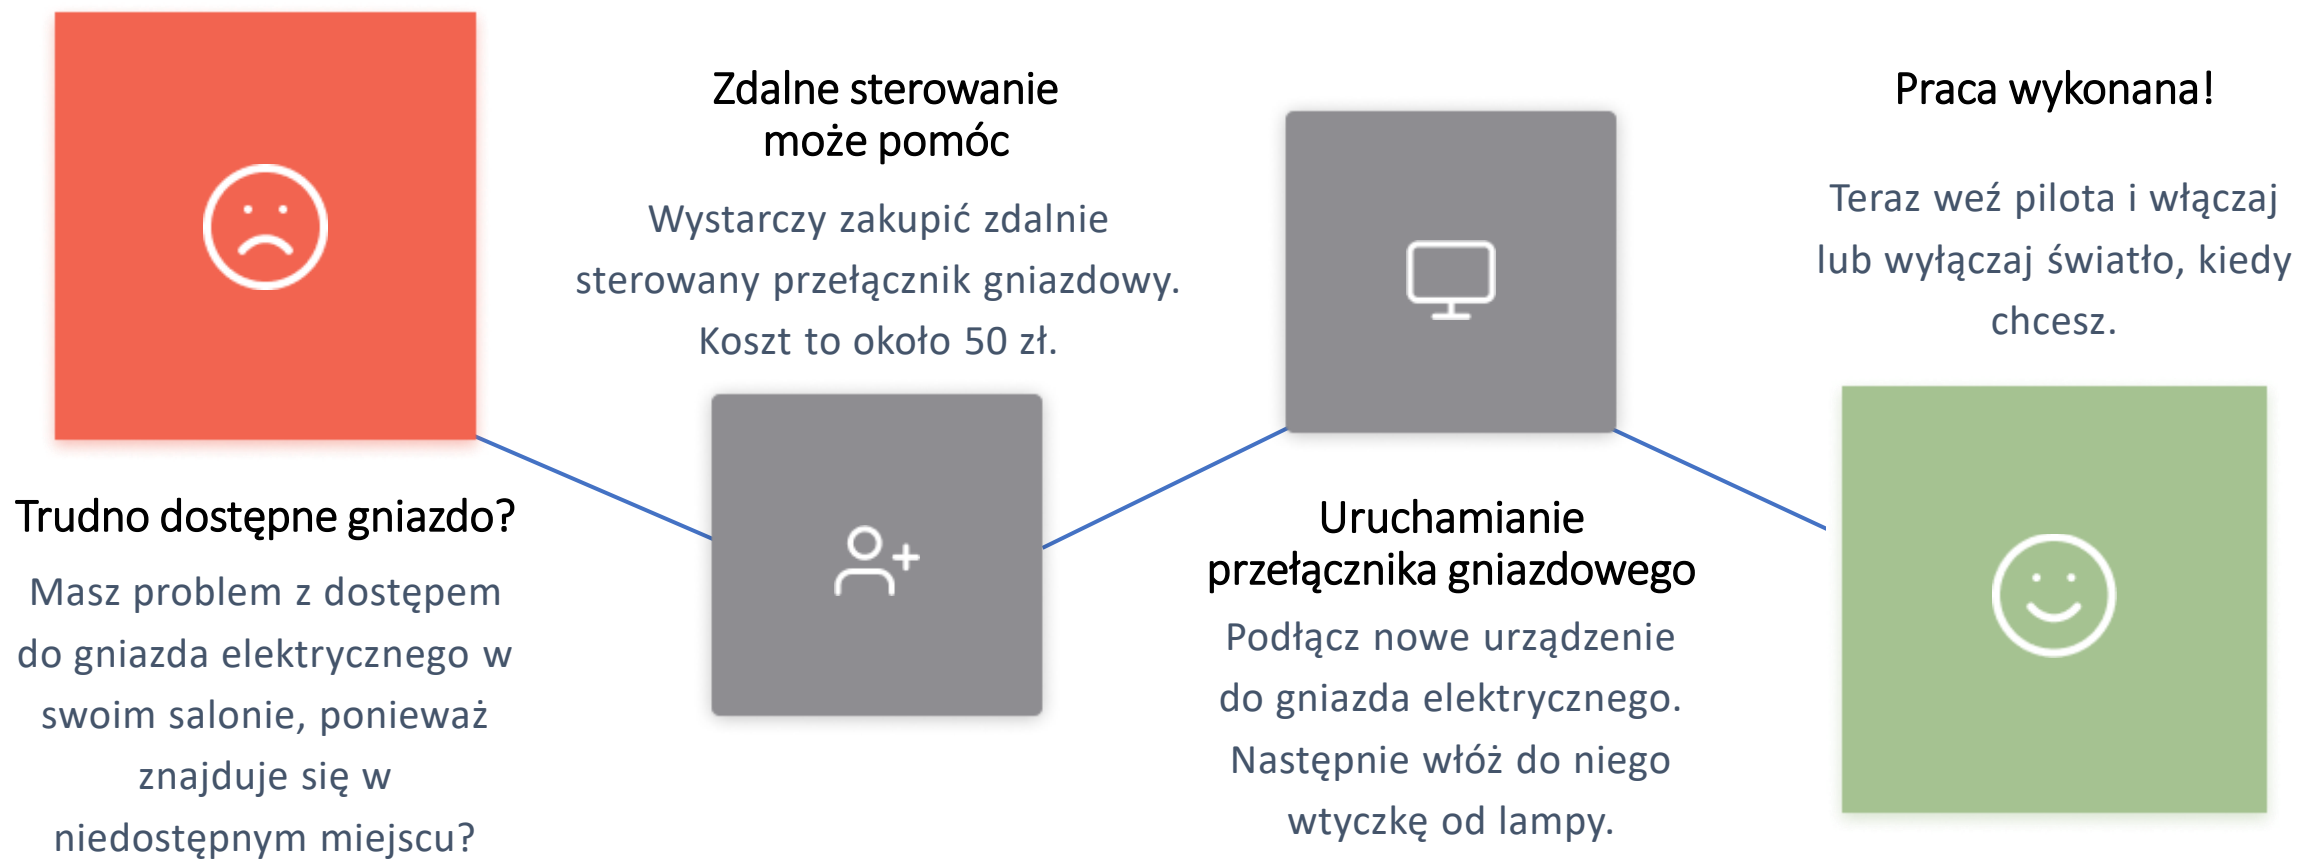 Trudno dostępne gniazdo?
Masz problem z dostępem
do gniazda elektrycznego w
swoim salonie, ponieważ
znajduje się w
niedostępnym miejscu?
Zdalne sterowanie
może pomóc
Wystarczy zakupić zdalnie
sterowany przełącznik gniazdowy.
Koszt to około 50 zł.
Uruchamianie
przełącznika gniazdowego
Podłącz nowe urządzenie
do gniazda elektrycznego.
Następnie włóż do niego
wtyczkę od lampy.
Praca wykonana!
Teraz weź pilota i włączaj
lub wyłączaj światło, kiedy
chcesz.